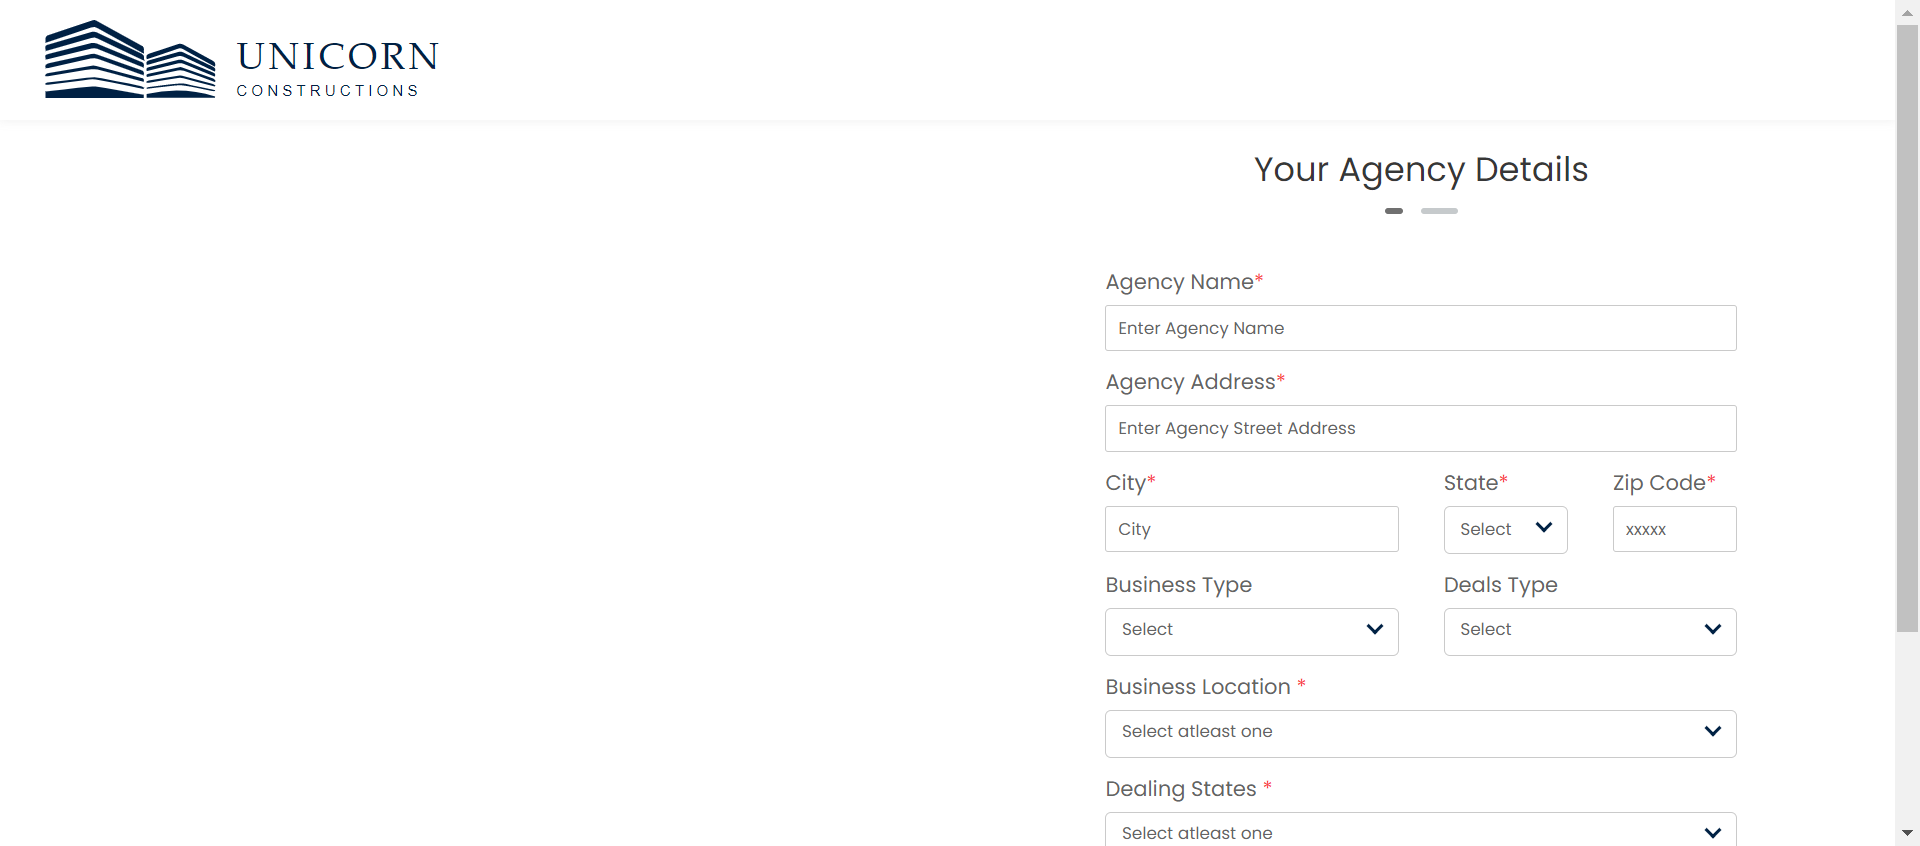 UNICORN
CONSTRUCTIONS
Your Agency Details
Agency Name*
Enter Agency Name
Agency Address*
Enter Agency Street Address
City* State* Zip Code*
City Select xxxxx
Business Type Deals Type
Select Select
Business Location *
Select atleast one
Dealing States *
Select atleast one